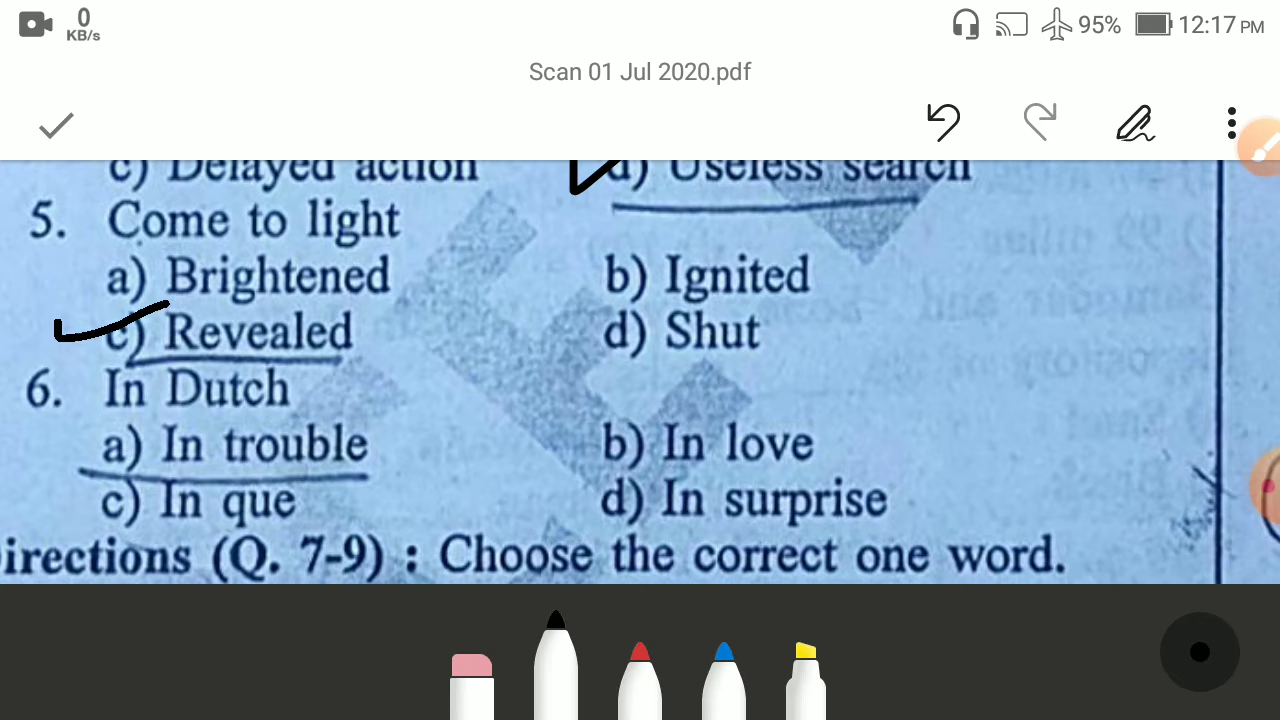 0
KB/s
95% 12:17 PM
Scan 01 Jul 2020.pdf
c) Delayed action d) Useless search
5. Come to light
a) Brightened b) Ignited
c) Revealed d) Shut
6. In Dutch
a) In trouble b) In love
c) In que d) In surprise
irections (Q. 7-9) : Choose the correct one word.